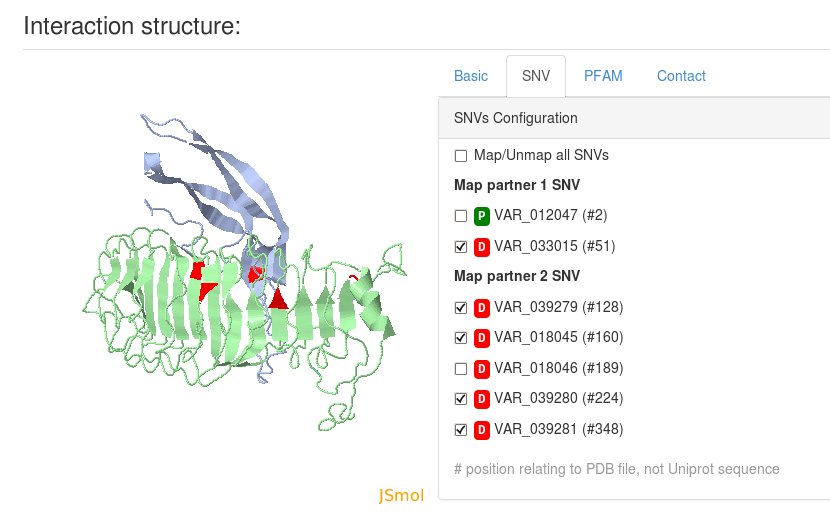 Interaction structure:
Basic SNV PFAM Contact
SNVs Configuration
Map/Unmap all SNVs
Map partner 1 SNV
P VAR_012047 (#2)
D VAR_033015 (#51)
Map partner 2 SNV
D VAR_039279 (#128)
D VAR_018045 (#160)
D VAR_018046 (#189)
D VAR_039280 (#224)
D VAR_039281 (#348)
# position relating to PDB file, not Uniprot sequence
JSmol